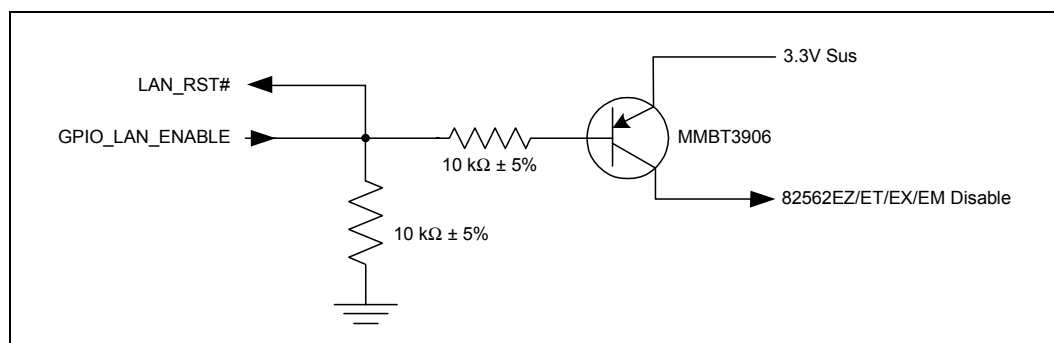 3.3V Sus
LAN_RST#
GPIO_LAN_ENABLE
MMBT3906
10 kΩ ± 5%
82562EZ/ET/EX/EM Disable
10 kΩ ± 5%